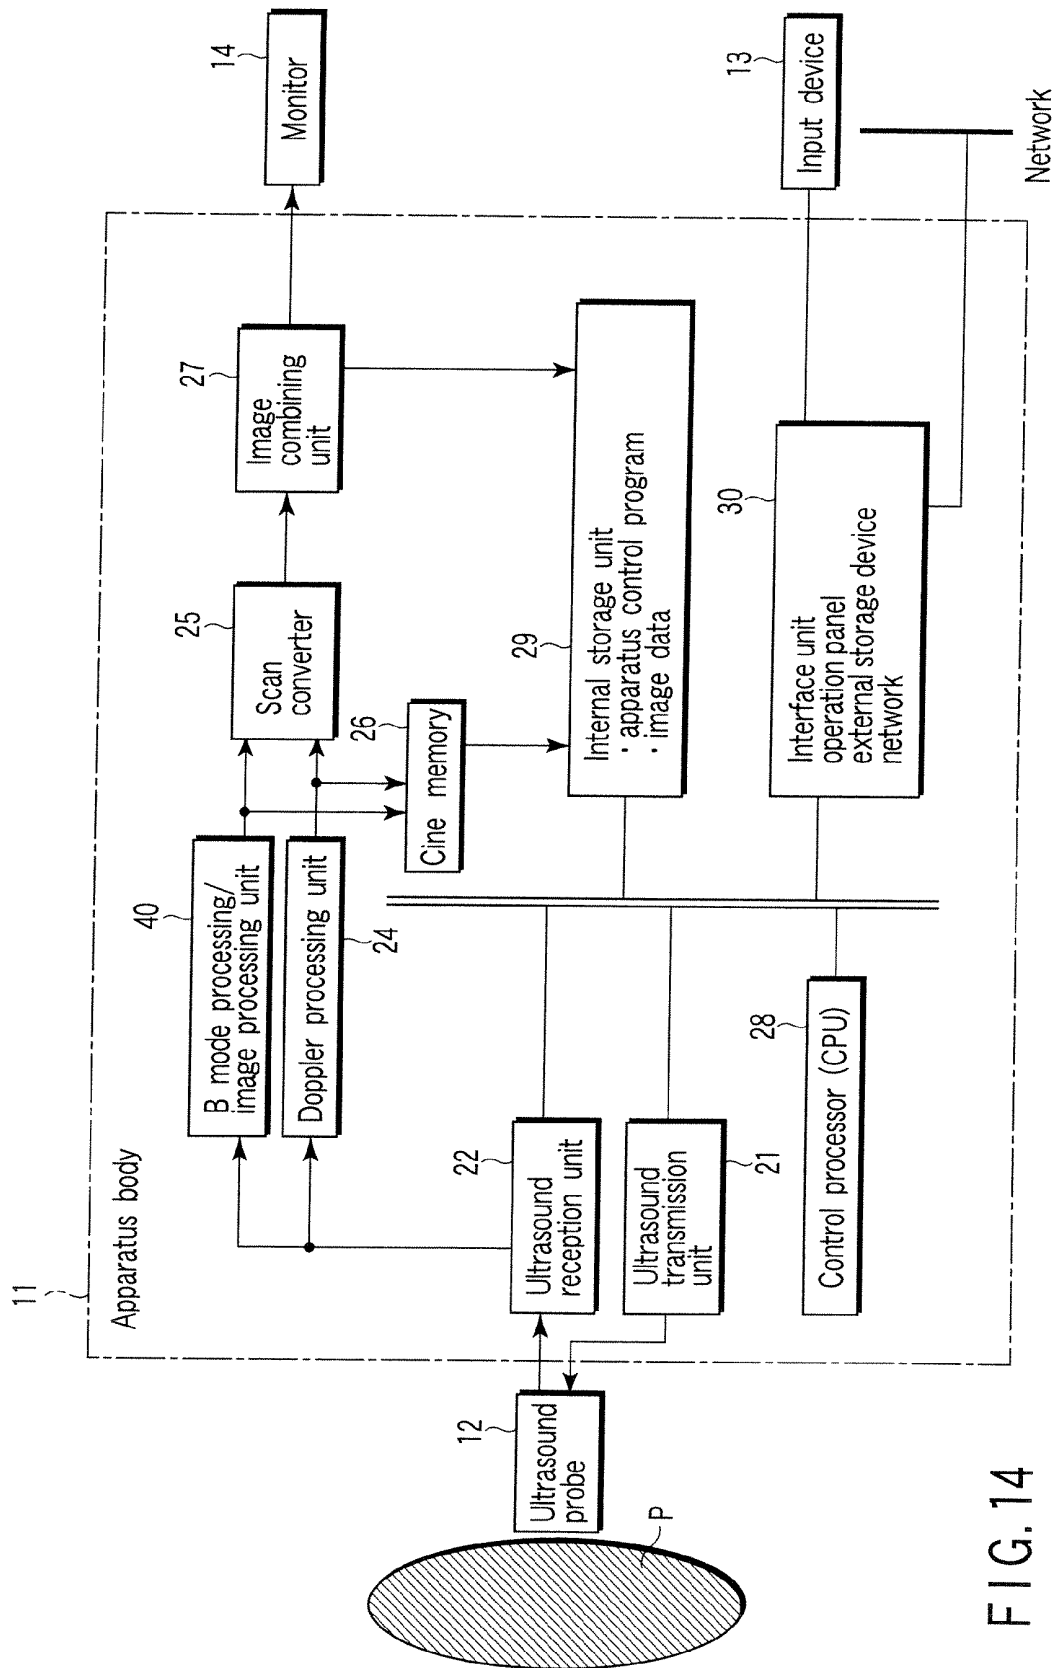 11
Apparatus body
P
Ultrasound
probe
12
Ultrasound
reception unit
22
Ultrasound
transmission
unit
21
Control processor (CPU)
28
B mode processing/
image processing unit
40
Doppler processing unit
24
Cine memory
26
Scan
converter
25
Image
combining
unit
27
Monitor
14
Internal storage unit
· apparatus control program
· image data
29
Interface unit
operation panel
external storage device
network
30
Input device
13
Network
FIG. 14